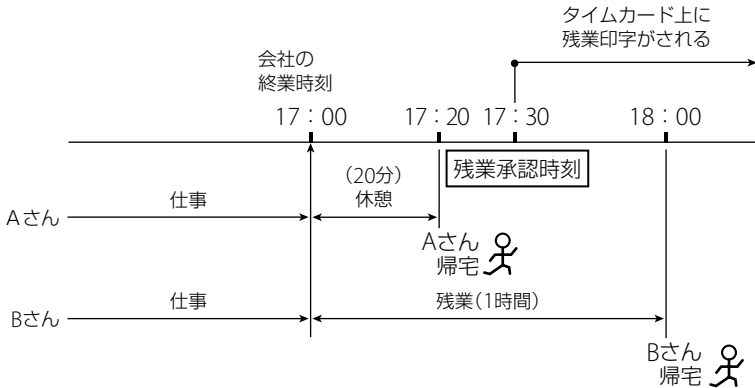 タイムカード上に
残業印字がされる
会社の
終業時刻
17：00
17：20
17：30
18：00
残業承認時刻
（20分）
休憩
仕事
Aさん
Aさん
帰宅
仕事
残業（1時間）
Bさん
Bさん
帰宅